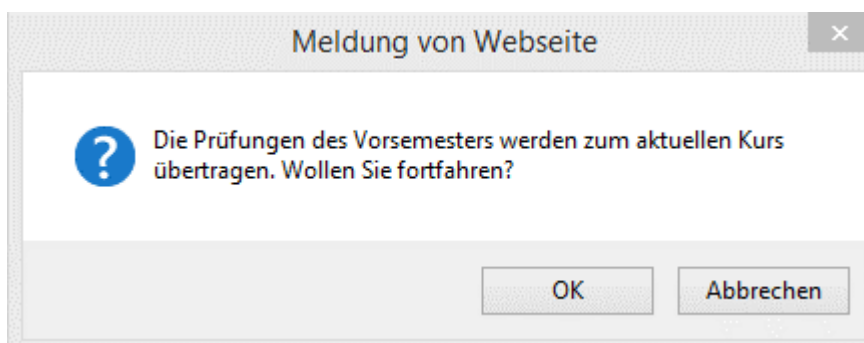 Meldung von Webseite
Die Prüfungen des Vorsemesters werden zum aktuellen Kurs
übertragen. Wollen Sie fortfahren?
OK Abbrechen